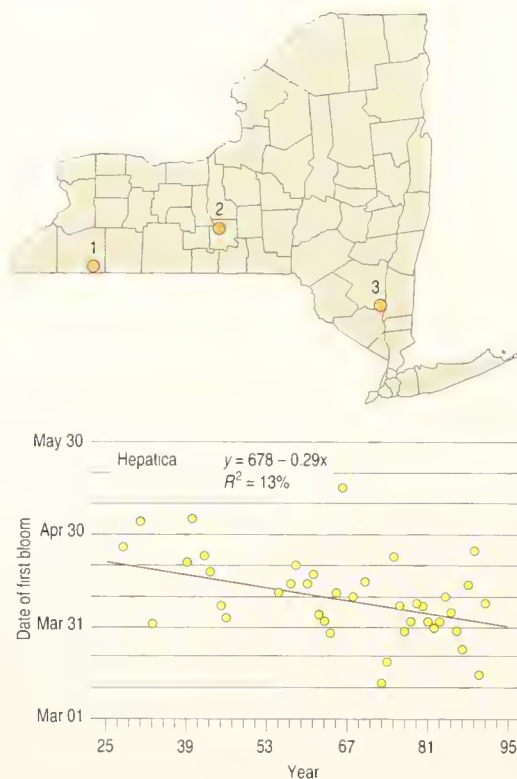 1
2
3
May 30
Hepatica y = 678 – 0.29x
R² = 13%
Apr 30
Date of first bloom
Mar 31
Mar 01
25 39 53 67 81 95
Year